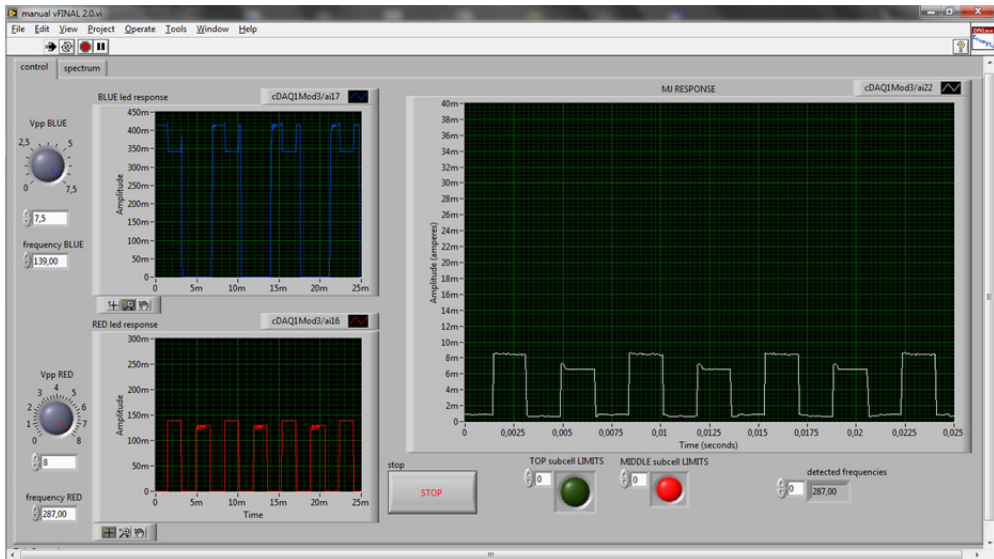 manual vFINAL 2.0.vi
File Edit View Project Operate Tools Window Help
control spectrum
BLUE led response cDAQ1Mod3/ai17
Vpp BLUE
2,5 5
0 7,5
7,5
frequency BLUE
139,00
Amplitude
450m
400m
350m
300m
250m
200m
150m
100m
50m
0
0 5m 10m 15m 20m 25m
RED led response cDAQ1Mod3/ai16
Vpp RED
0 1 2 3 4 5 6 7 8
8
frequency RED
287,00
Amplitude
300m
200m
150m
100m
50m
0
0 5m 10m 15m 20m 25m
Time
MJ RESPONSE cDAQ1Mod3/ai22
Amplitude (amperes)
40m
38m
36m
34m
32m
30m
28m
26m
24m
22m
20m
18m
16m
14m
12m
10m
8m
6m
4m
2m
0
0 0,0025 0,005 0,0075 0,01 0,0125 0,015 0,0175 0,02 0,0225 0,025
Time (seconds)
stop
STOP
TOP subcell LIMITS
0
MIDDLE subcell LIMITS
0
detected frequencies
0 287,00